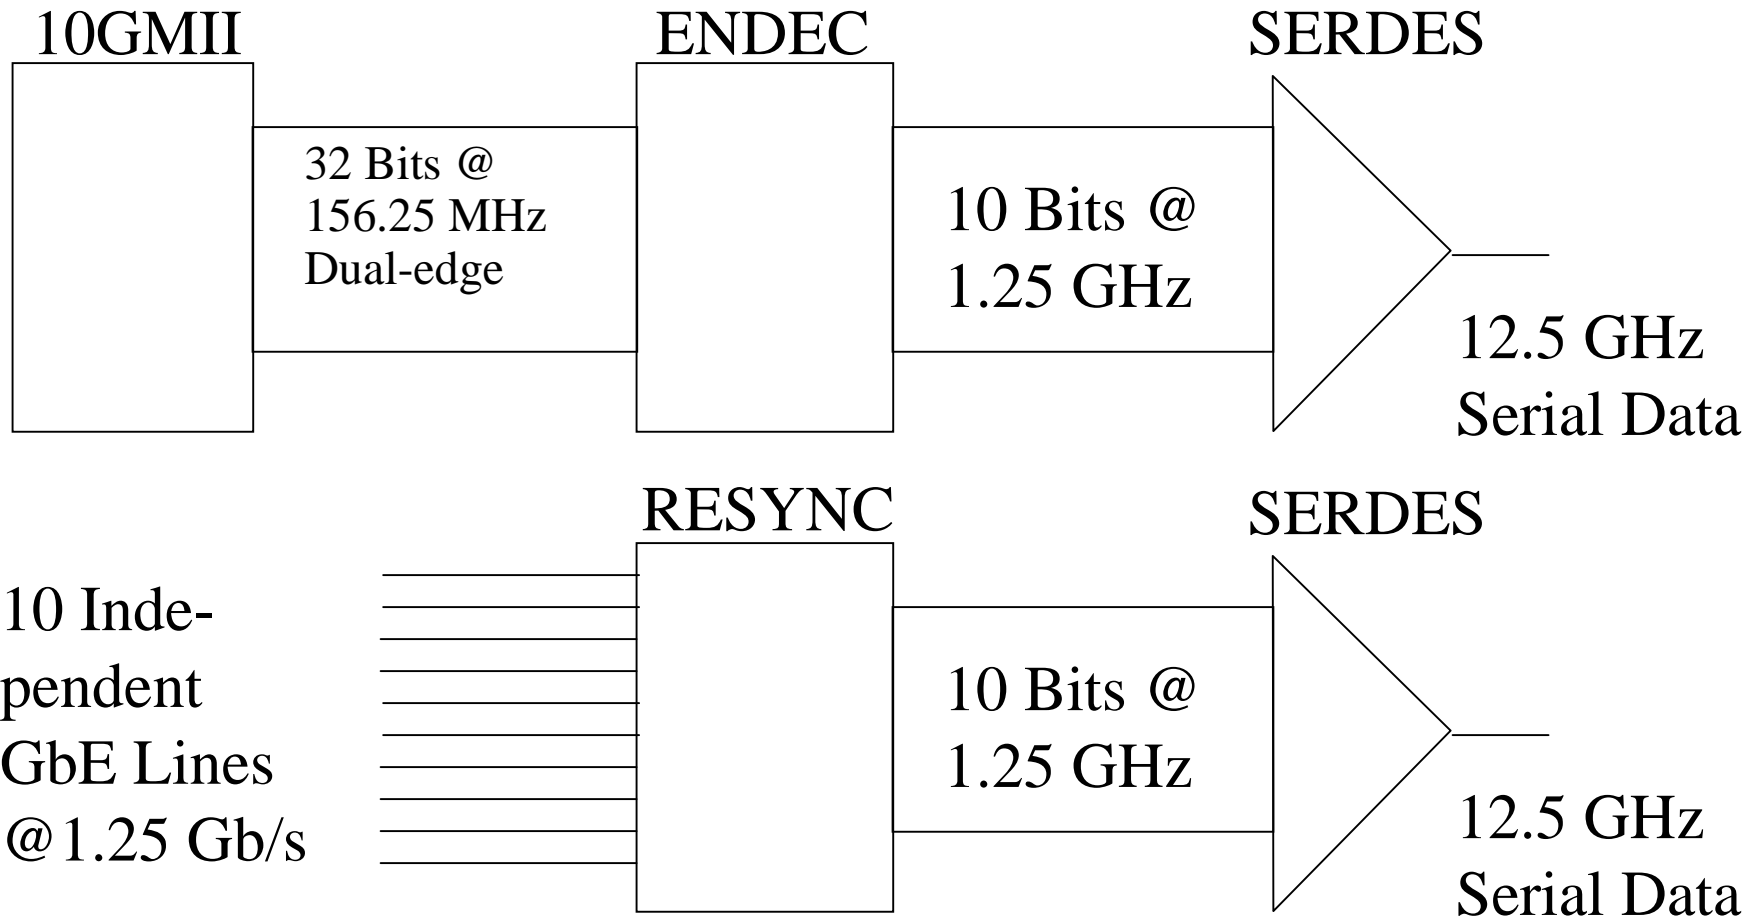 10GMII
ENDEC
SERDES
32 Bits @
156.25 MHz
Dual-edge
10 Bits @
1.25 GHz
12.5 GHz
Serial Data
RESYNC
SERDES
10 Inde-
pendent
GbE Lines
@1.25 Gb/s
10 Bits @
1.25 GHz
12.5 GHz
Serial Data